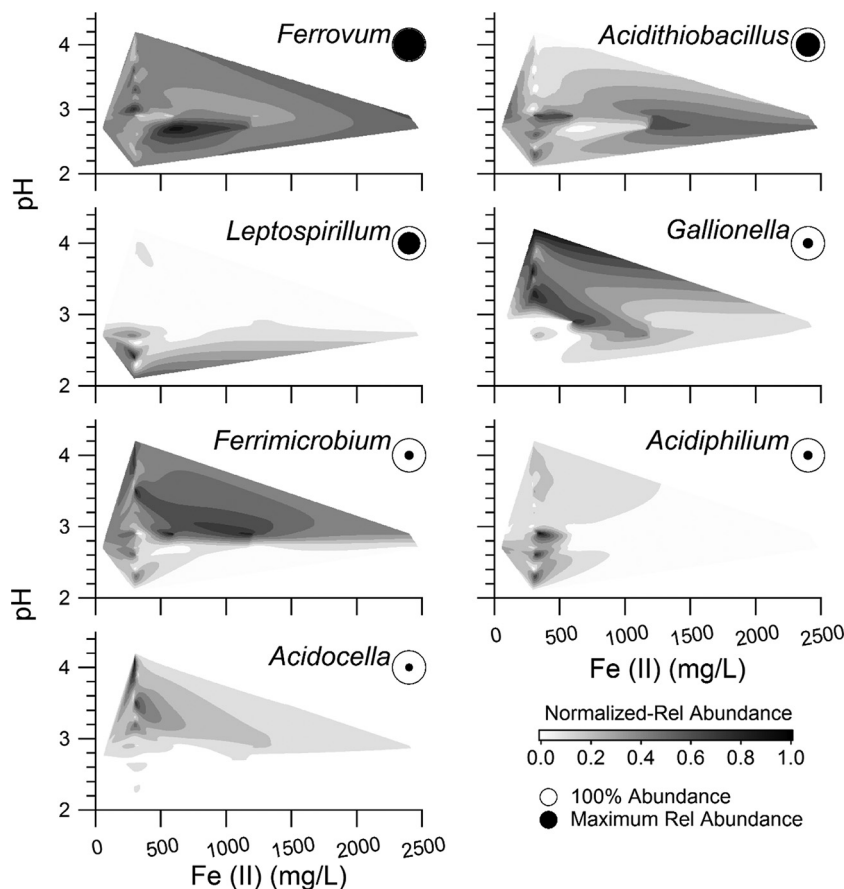 Ferrovum
Acidithiobacillus
4
3
2
pH
Leptospirillum
Gallionella
4
3
2
Ferrimicrobium
Acidiphilium
4
3
2
pH
0 500 1000 1500 2000 2500
Fe (II) (mg/L)
Acidocella
4
3
2
0 500 1000 1500 2000 2500
Fe (II) (mg/L)
Normalized-Rel Abundance
0.0 0.2 0.4 0.6 0.8 1.0
100% Abundance
Maximum Rel Abundance